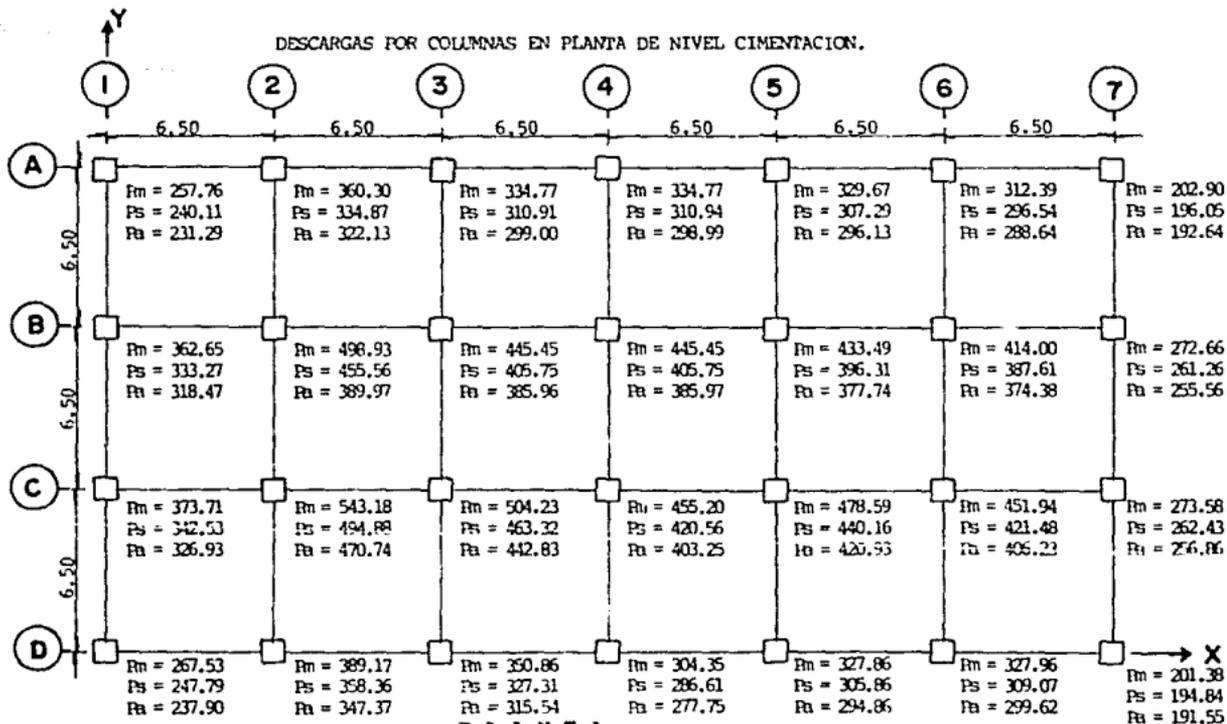 Y
DESCARGAS POR COLUMNAS EN PLANTA DE NIVEL CIMENTACION.
1 2 3 4 5 6 7
6,50 6,50 6,50 6,50 6,50 6,50
A
Pm = 257.76 Pm = 360.30 Pm = 334.77 Pm = 334.77 Pm = 329.67 Pm = 312.39 Pm = 202.90
Ps = 240.11 Ps = 334.87 Ps = 310.91 Ps = 310.94 Ps = 307.29 Ps = 296.54 Ps = 196.05
Pa = 231.29 Pa = 322.13 Pa = 299.00 Pa = 298.99 Pa = 296.13 Pa = 288.64 Pa = 192.64
6,50
B
Pm = 362.65 Pm = 498.93 Pm = 445.45 Pm = 445.45 Pm = 433.49 Pm = 414.00 Pm = 272.66
Ps = 333.27 Ps = 455.56 Ps = 405.75 Ps = 405.75 Ps = 396.31 Ps = 387.61 Ps = 261.26
Pa = 318.47 Pa = 389.97 Pa = 385.96 Pa = 385.97 Pa = 377.74 Pa = 374.38 Pa = 255.56
6,50
C
Pm = 373.71 Pm = 543.18 Pm = 504.23 Pm = 455.20 Pm = 478.59 Pm = 451.94 Pm = 273.58
Ps = 342.53 Ps = 494.88 Ps = 463.32 Ps = 420.56 Ps = 440.16 Ps = 421.48 Ps = 262.43
Pa = 326.93 Pa = 470.74 Pa = 442.83 Pa = 403.25 Pa = 420.93 Pa = 406.23 Pa = 256.86
6,50
D X
Pm = 267.53 Pm = 389.17 Pm = 350.86 Pm = 304.35 Pm = 327.86 Pm = 327.96 Pm = 201.38
Ps = 247.79 Ps = 358.36 Ps = 327.31 Ps = 286.61 Ps = 305.86 Ps = 309.07 Ps = 194.84
Pa = 237.90 Pa = 347.37 Pa = 315.54 Pa = 277.75 Pa = 294.86 Pa = 299.62 Pa = 191.55